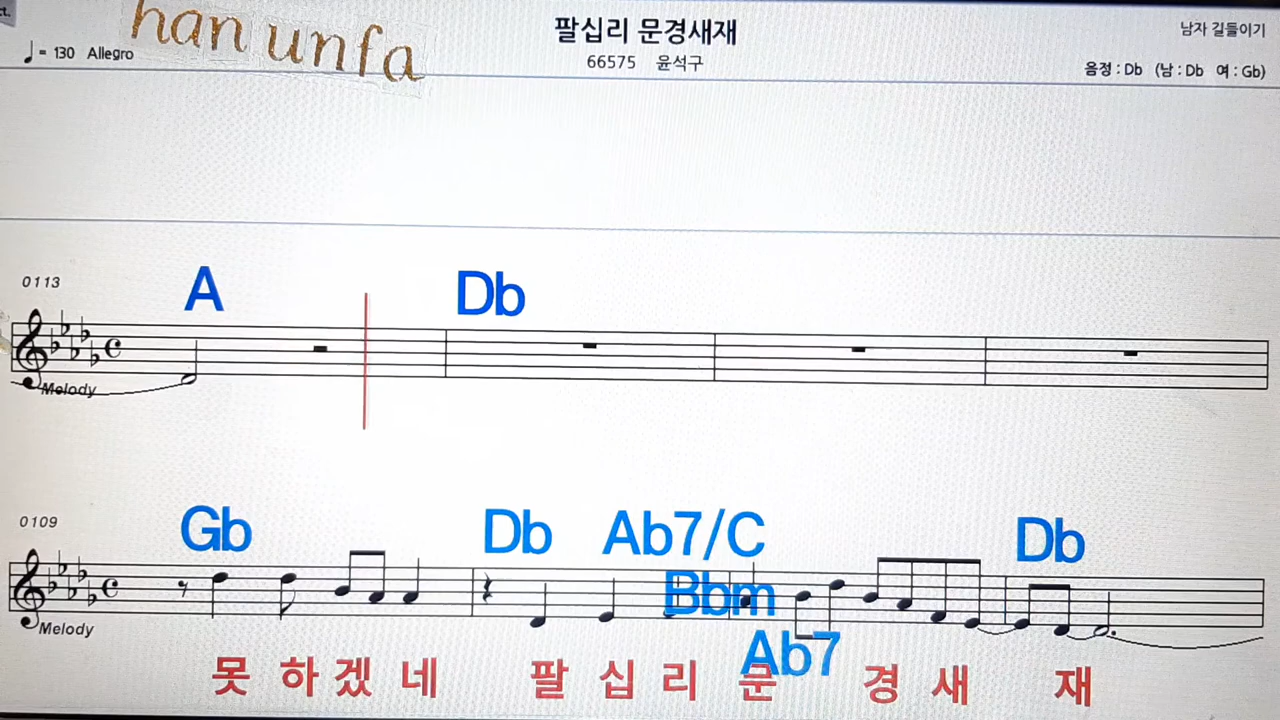 ct.
han unfa
팔십리 문경새재
남자 길들이기
♩= 130 Allegro
66575 윤석구
음정 : Db (남 : Db 여 : Gb)
0113
A Db
Melody
0109
Gb Db Ab7/C Db
Bbm
Melody
Ab7
못 하겠네 팔 십 리 문 경 새 재